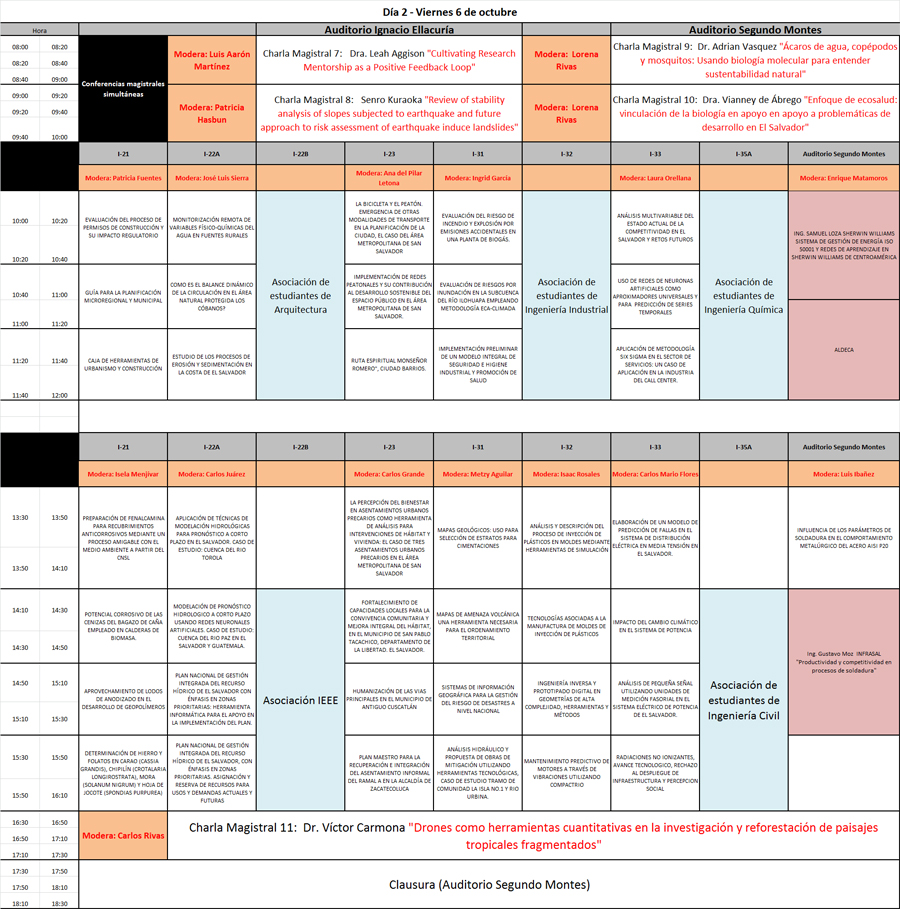 Día 2 - Viernes 6 de octubre
Hora
Auditorio Ignacio Ellacuría
Auditorio Segundo Montes
08:00 08:20
08:20 08:40
08:40 09:00
09:00 09:20
09:20 09:40
09:40 10:00
Conferencias magistrales
simultáneas
Modera: Luis Aarón
Martínez
Charla Magistral 7: Dra. Leah Aggison "Cultivating Research
Mentorship as a Positive Feedback Loop"
Modera: Lorena
Rivas
Charla Magistral 9: Dr. Adrian Vasquez "Ácaros de agua, copépodos
y mosquitos: Usando biología molecular para entender
sustentabilidad natural"
Modera: Patricia
Hasbun
Charla Magistral 8: Senro Kuraoka "Review of stability
analysis of slopes subjected to earthquake and future
approach to risk assessment of earthquake induce landslides"
Modera: Lorena
Rivas
Charla Magistral 10: Dra. Vianney de Ábrego "Enfoque de ecosalud:
vinculación de la biología en apoyo en apoyo a problemáticas de
desarrollo en El Salvador"
I-21 I-22A I-22B I-23 I-31 I-32 I-33 I-35A Auditorio Segundo Montes
Modera: Patricia Fuentes
Modera: José Luis Sierra
Modera: Ana del Pilar
Letona
Modera: Ingrid García
Modera: Laura Orellana
Modera: Enrique Matamoros
10:00 10:20
10:20 10:40
10:40 11:00
11:00 11:20
11:20 11:40
11:40 12:00
EVALUACIÓN DEL PROCESO DE
PERMISOS DE CONSTRUCCIÓN Y
SU IMPACTO REGULATORIO
MONITORIZACIÓN REMOTA DE
VARIABLES FÍSICO-QUÍMICAS DEL
AGUA EN FUENTES RURALES
Asociación de
estudiantes de
Arquitectura
LA BICICLETA Y EL PEATÓN.
EMERGENCIA DE OTRAS
MODALIDADES DE TRANSPORTE
EN LA PLANIFICACIÓN DE LA
CIUDAD, EL CASO DEL ÁREA
METROPOLITANA DE SAN
SALVADOR
EVALUACIÓN DEL RIESGO DE
INCENDIO Y EXPLOSIÓN POR
EMISIONES ACCIDENTALES EN
UNA PLANTA DE BIOGÁS.
Asociación de
estudiantes de
Ingeniería Industrial
ANÁLISIS MULTIVARIABLE DEL
ESTADO ACTUAL DE LA
COMPETITIVIDAD EN EL
SALVADOR Y RETOS FUTUROS
Asociación de
estudiantes de
Ingeniería Química
ING. SAMUEL LOZA SHERWIN WILLIAMS
SISTEMA DE GESTIÓN DE ENERGÍA ISO
50001 Y REDES DE APRENDIZAJE EN
SHERWIN WILLIAMS DE CENTROAMÉRICA
GUÍA PARA LA PLANIFICACIÓN
MICROREGIONAL Y MUNICIPAL
COMO ES EL BALANCE DINÁMICO
DE LA CIRCULACIÓN EN EL ÁREA
NATURAL PROTEGIDA LOS
CÓBANOS?
IMPLEMENTACIÓN DE REDES
PEATONALES Y SU CONTRIBUCIÓN
AL DESARROLLO SOSTENIBLE DEL
ESPACIO PÚBLICO EN EL ÁREA
METROPOLITANA DE SAN
SALVADOR.
EVALUACIÓN DE RIESGOS POR
INUNDACIÓN EN LA SUBCUENCA
DEL RÍO ILOHUAPA EMPLEANDO
METODOLOGÍA ECA-CLIMADA
USO DE REDES DE NEURONAS
ARTIFICIALES COMO
APROXIMADORES UNIVERSALES Y
PARA PREDICCIÓN DE SERIES
TEMPORALES
CAJA DE HERRAMIENTAS DE
URBANISMO Y CONSTRUCCIÓN
ESTUDIO DE LOS PROCESOS DE
EROSIÓN Y SEDIMENTACIÓN EN
LA COSTA DE EL SALVADOR
RUTA ESPIRITUAL MONSEÑOR
ROMERO", CIUDAD BARRIOS.
IMPLEMENTACIÓN PRELIMINAR
DE UN MODELO INTEGRAL DE
SEGURIDAD E HIGIENE
INDUSTRIAL Y PROMOCIÓN DE
SALUD
APLICACIÓN DE METODOLOGÍA
SIX SIGMA EN EL SECTOR DE
SERVICIOS: UN CASO DE
APLICACIÓN EN LA INDUSTRIA
DEL CALL CENTER.
ALDECA
I-21 I-22A I-22B I-23 I-31 I-32 I-33 I-35A Auditorio Segundo Montes
Modera: Isela Menjívar
Modera: Carlos Juárez
Modera: Carlos Grande
Modera: Metzy Aguilar
Modera: Isaac Rosales
Modera: Carlos Mario Flores
Modera: Luis Ibañez
13:30 13:50
13:50 14:10
14:10 14:30
14:30 14:50
14:50 15:10
15:10 15:30
15:30 15:50
15:50 16:10
PREPARACIÓN DE FENALCAMINA
PARA RECUBRIMIENTOS
ANTICORROSIVOS MEDIANTE UN
PROCESO AMIGABLE CON EL
MEDIO AMBIENTE A PARTIR DEL
CNSL
APLICACIÓN DE TÉCNICAS DE
MODELACIÓN HIDROLÓGICAS
PARA PRONÓSTICO A CORTO
PLAZO EN EL SALVADOR. CASO DE
ESTUDIO: CUENCA DEL RIO
TOROLA
LA PERCEPCIÓN DEL BIENESTAR
EN ASENTAMIENTOS URBANOS
PRECARIOS COMO HERRAMIENTA
DE ANÁLISIS PARA
INTERVENCIONES DE HÁBITAT Y
VIVIENDA: EL CASO DE TRES
ASENTAMIENTOS URBANOS
PRECARIOS EN EL ÁREA
METROPOLITANA DE SAN
SALVADOR
MAPAS GEOLÓGICOS: USO PARA
SELECCIÓN DE ESTRATOS PARA
CIMENTACIONES
ANÁLISIS Y DESCRIPCIÓN DEL
PROCESO DE INYECCIÓN DE
PLÁSTICOS EN MOLDES MEDIANTE
HERRAMIENTAS DE SIMULACIÓN
ELABORACIÓN DE UN MODELO DE
PREDICCIÓN DE FALLAS EN EL
SISTEMA DE DISTRIBUCIÓN
ELÉCTRICA EN MEDIA TENSIÓN EN
EL SALVADOR.
INFLUENCIA DE LOS PARÁMETROS DE
SOLDADURA EN EL COMPORTAMIENTO
METALÚRGICO DEL ACERO AISI P20
POTENCIAL CORROSIVO DE LAS
CENIZAS DEL BAGAZO DE CAÑA
EMPLEADO EN CALDERAS DE
BIOMASA.
MODELACIÓN DE PRONÓSTICO
HIDROLOGICO A CORTO PLAZO
USANDO REDES NEURONALES
ARTIFICIALES. CASO DE ESTUDIO:
CUENCA DEL RIO PAZ EN EL
SALVADOR Y GUATEMALA.
Asociación IEEE
FORTALECIMIENTO DE
CAPACIDADES LOCALES PARA LA
CONVIVENCIA COMUNITARIA Y
MEJORA INTEGRAL DEL HÁBITAT,
EN EL MUNICIPIO DE SAN PABLO
TACACHICO, DEPARTAMENTO DE
LA LIBERTAD. EL SALVADOR.
MAPAS DE AMENAZA VOLCÁNICA
UNA HERRAMIENTA NECESARIA
PARA EL ORDENAMIENTO
TERRITORIAL
TECNOLOGÍAS ASOCIADAS A LA
MANUFACTURA DE MOLDES DE
INYECCIÓN DE PLÁSTICOS
IMPACTO DEL CAMBIO CLIMÁTICO
EN EL SISTEMA DE POTENCIA
Asociación de
estudiantes de
Ingeniería Civil
ing. Gustavo Moz INFRASAL
"Productividad y competitividad en
procesos de soldadura"
APROVECHAMIENTO DE LODOS
DE ANODIZADO EN EL
DESARROLLO DE GEOPOLÍMEROS
PLAN NACIONAL DE GESTIÓN
INTEGRADA DEL RECURSO
HÍDRICO DE EL SALVADOR CON
ÉNFASIS EN ZONAS
PRIORITARIAS: HERRAMIENTA
INFORMÁTICA PARA EL APOYO EN
LA IMPLEMENTACIÓN DEL PLAN.
HUMANIZACIÓN DE LAS VIAS
PRINCIPALES EN EL MUNICIPIO DE
ANTIGUO CUSCATLÁN
SISTEMAS DE INFORMACIÓN
GEOGRÁFICA PARA LA GESTIÓN
DEL RIESGO DE DESASTRES A
NIVEL NACIONAL
INGENIERÍA INVERSA Y
PROTOTIPADO DIGITAL EN
GEOMETRÍAS DE ALTA
COMPLEJIDAD, HERRAMIENTAS Y
MÉTODOS
ANÁLISIS DE PEQUEÑA SEÑAL
UTILIZANDO UNIDADES DE
MEDICIÓN FASORIAL EN EL
SISTEMA ELÉCTRICO DE POTENCIA
DE EL SALVADOR.
DETERMINACIÓN DE HIERRO Y
FOLATOS EN CARAO (CASSIA
GRANDIS), CHIPILÍN (CROTALARIA
LONGIROSTRATA), MORA
(SOLANUM NIGRUM) Y HOJA DE
JOCOTE (SPONDIAS PURPUREA)
PLAN NACIONAL DE GESTIÓN
INTEGRADA DEL RECURSO
HÍDRICO DE EL SALVADOR, CON
ÉNFASIS EN ZONAS
PRIORITARIAS. ASIGNACIÓN Y
RESERVA DE RECURSOS PARA
USOS Y DEMANDAS ACTUALES Y
FUTURAS
PLAN MAESTRO PARA LA
RECUPERACIÓN E INTEGRACIÓN
DEL ASENTAMIENTO INFORMAL
DEL RAMAL A EN LA ALCALDÍA DE
ZACATECOLUCA
ANÁLISIS HIDRÁULICO Y
PROPUESTA DE OBRAS DE
MITIGACIÓN UTILIZANDO
HERRAMIENTAS TECNOLÓGICAS,
CASO DE ESTUDIO TRAMO DE
COMUNIDAD LA ISLA NO.1 Y RIO
URBINA.
MANTENIMIENTO PREDICTIVO DE
MOTORES A TRAVÉS DE
VIBRACIONES UTILIZANDO
COMPACTRIO
RADIACIONES NO IONIZANTES,
AVANCE TECNOLOGICO, RECHAZO
AL DESPLIEGUE DE
INFRAESTRUCTURA Y PERCEPCION
SOCIAL
16:30 16:50
16:50 17:10
17:10 17:30
Modera: Carlos Rivas
Charla Magistral 11: Dr. Víctor Carmona "Drones como herramientas cuantitativas en la investigación y reforestación de paisajes
tropicales fragmentados"
17:30 17:50
17:50 18:10
18:10 18:30
Clausura (Auditorio Segundo Montes)